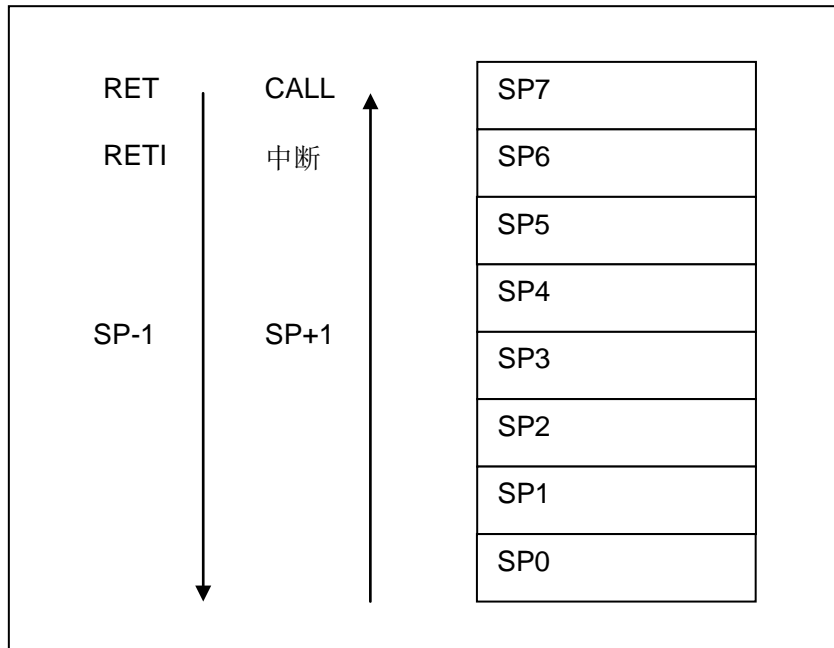 RET CALL SP7
RETI 中断 SP6
SP5
SP4
SP-1 SP+1 SP3
SP2
SP1
SP0